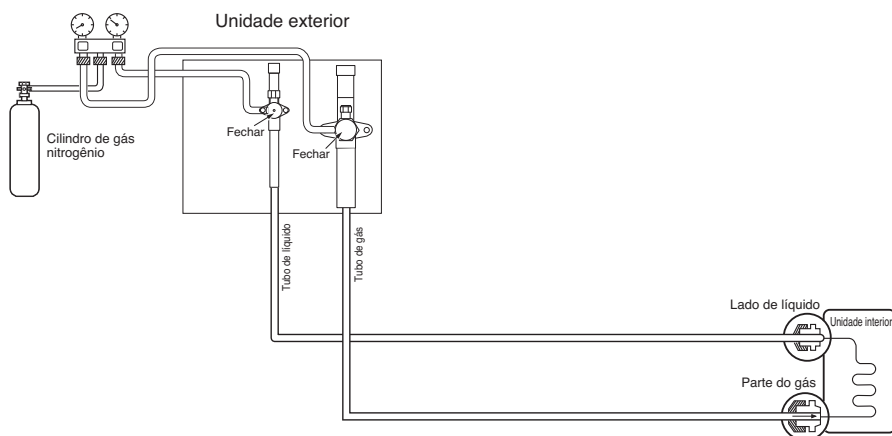 Unidade exterior
Cilindro de gás
nitrogênio
Fechar
Fechar
Tubo de líquido
Tubo de gás
Lado de líquido
Unidade interior
Parte do gás